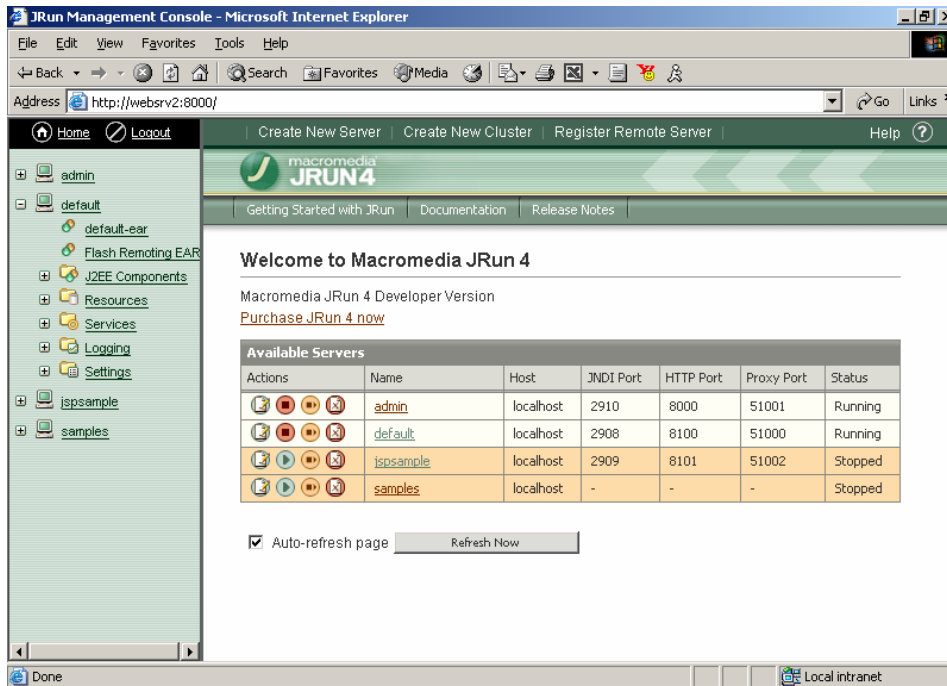 JRun Management Console - Microsoft Internet Explorer
File Edit View Favorites Tools Help
Back Search Favorites Media
Address http://websrv2:8000/ Go Links
Home Logout Create New Server | Create New Cluster | Register Remote Server | Help ?
macromedia
JRUN4
Getting Started with JRun Documentation Release Notes
admin
default
default-ear
Flash Remoting EAR
J2EE Components
Resources
Services
Logging
Settings
jspsample
samples
Welcome to Macromedia JRun 4
Macromedia JRun 4 Developer Version
Purchase JRun 4 now
Available Servers
Actions Name Host JNDI Port HTTP Port Proxy Port Status
admin localhost 2910 8000 51001 Running
default localhost 2908 8100 51000 Running
jspsample localhost 2909 8101 51002 Stopped
samples localhost - - - Stopped
Auto-refresh page Refresh Now
Done Local intranet